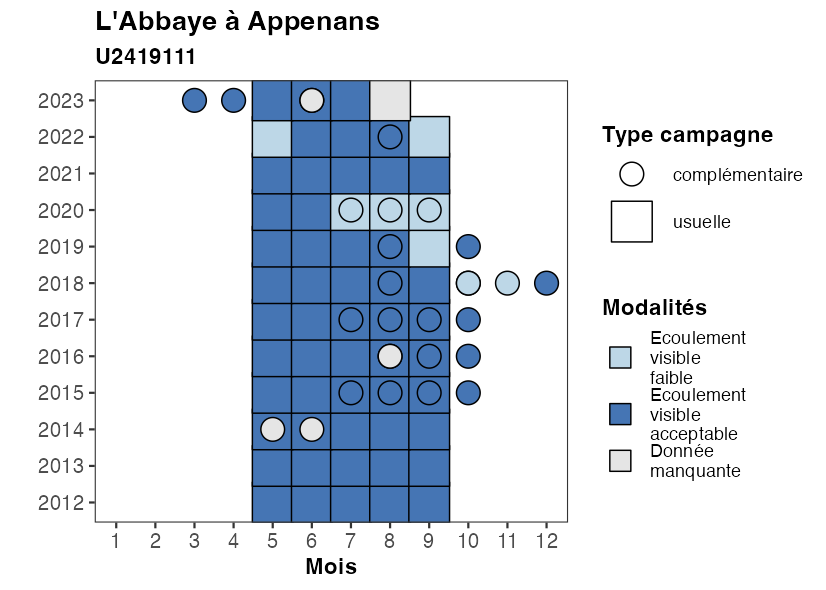 L'Abbaye à Appenans
U2419111
2023
2022
2021
2020
2019
2018
2017
2016
2015
2014
2013
2012
1 2 3 4 5 6 7 8 9 10 11 12
Mois
Type campagne
complémentaire
usuelle
Modalités
Ecoulement
visible
faible
Ecoulement
visible
acceptable
Donnée
manquante